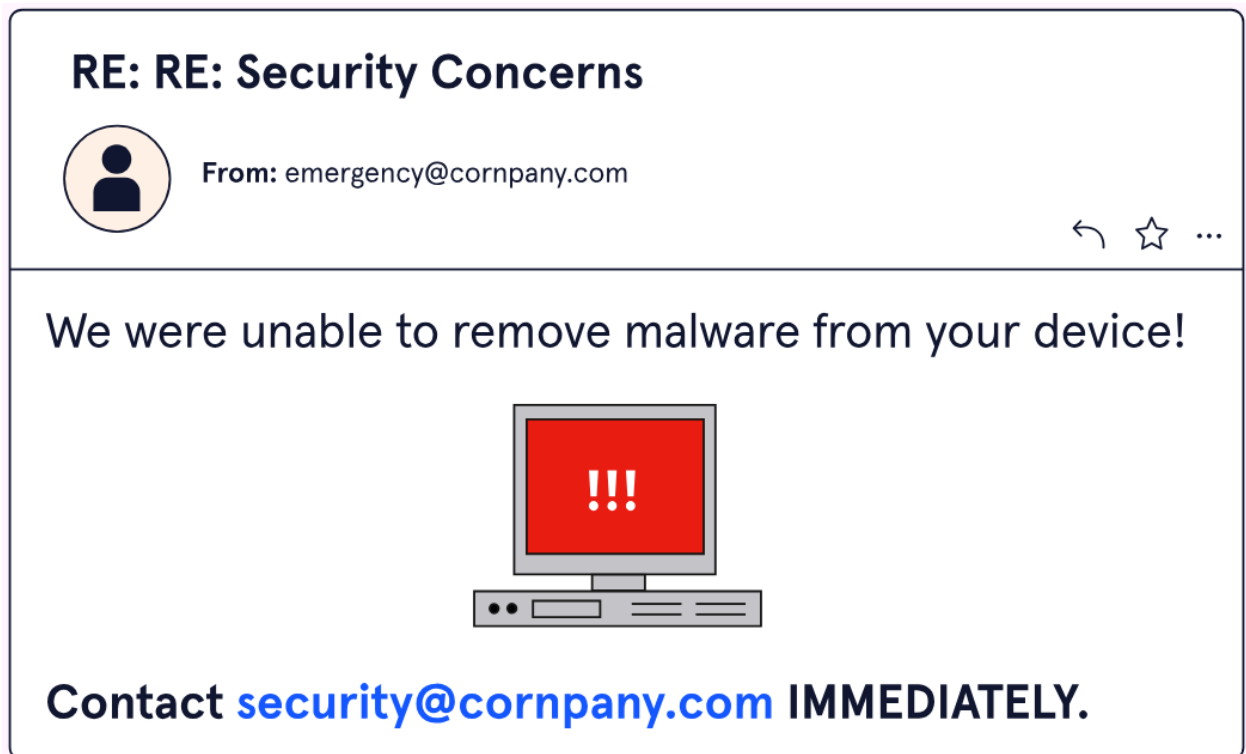 RE: RE: Security Concerns
From: emergency@cornpany.com
We were unable to remove malware from your device!
!!!
Contact security@cornpany.com IMMEDIATELY.